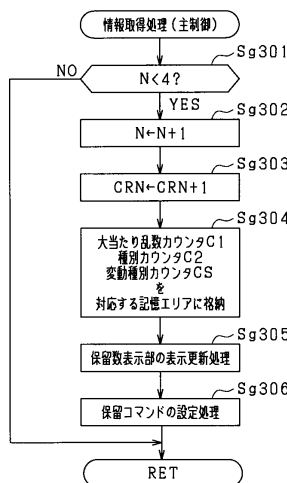 情報取得処理(主制御)
Sg301
NO
N<4?
YES
Sg302
N←N+1
Sg303
CRN←CRN+1
Sg304
大当たり乱数カウンタC1
種別カウンタC2
変動種別カウンタCS
を
対応する記憶エリアに格納
Sg305
保留数表示部の表示更新処理
Sg306
保留コマンドの設定処理
RET